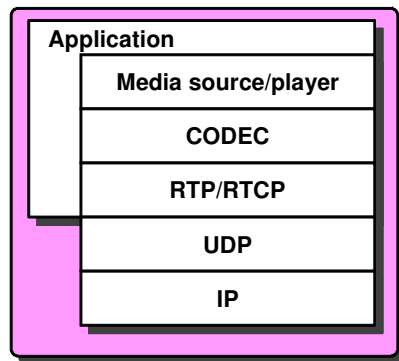 Application
Media source/player
CODEC
RTP/RTCP
UDP
IP